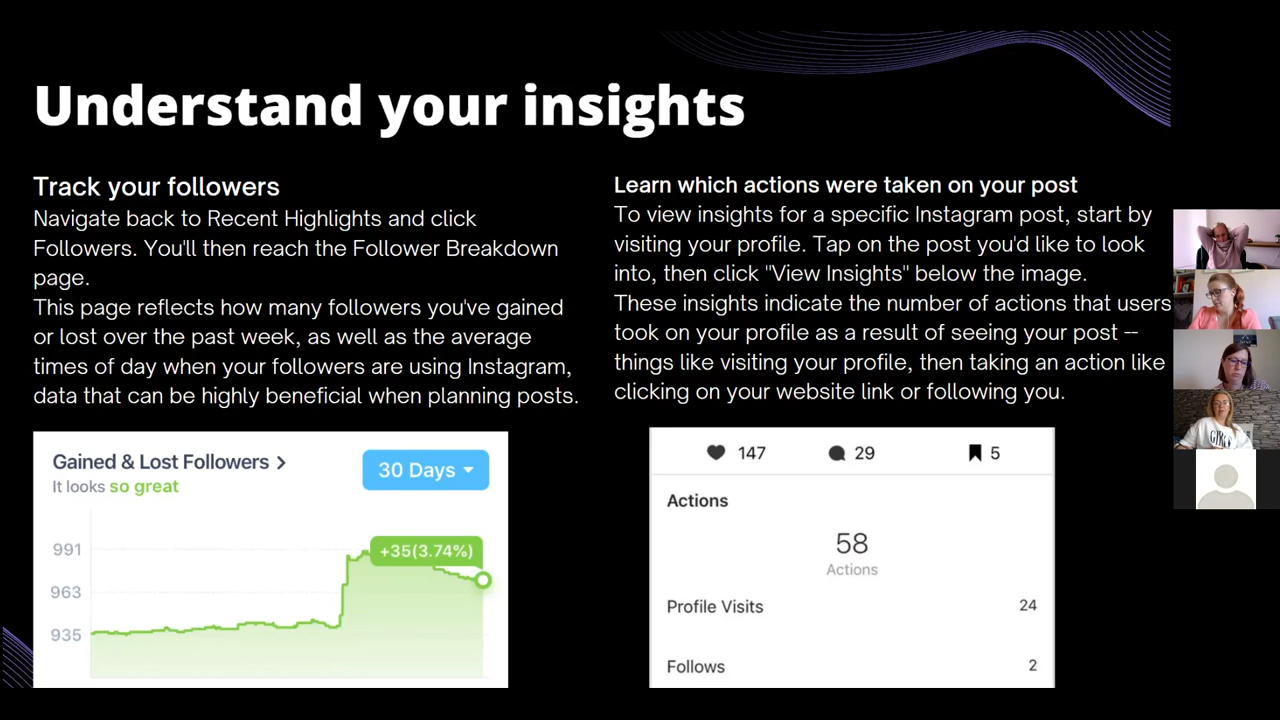 Understand your insights
Track your followers
Navigate back to Recent Highlights and click
Followers. You'll then reach the Follower Breakdown
page.
This page reflects how many followers you've gained
or lost over the past week, as well as the average
times of day when your followers are using Instagram,
data that can be highly beneficial when planning posts.
Learn which actions were taken on your post
To view insights for a specific Instagram post, start by
visiting your profile. Tap on the post you'd like to look
into, then click "View Insights" below the image.
These insights indicate the number of actions that users
took on your profile as a result of seeing your post --
things like visiting your profile, then taking an action like
clicking on your website link or following you.
Gained & Lost Followers >
30 Days
It looks so great
+35(3.74%)
991
963
935
147 29 5
Actions
58
Actions
Profile Visits 24
Follows 2